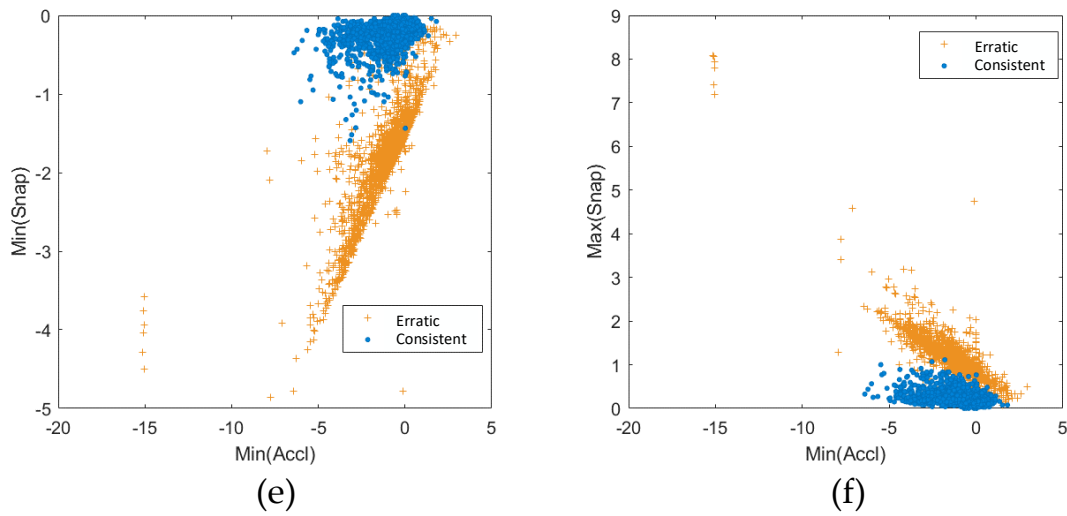 0
-1
-2
-3
-4
-5
Min(Snap)
Erratic
Consistent
-20
-15
-10
-5
0
5
Min(Accl)
(e)
9
8
7
6
5
4
3
2
1
0
Max(Snap)
Erratic
Consistent
-20
-15
-10
-5
0
5
Min(Accl)
(f)